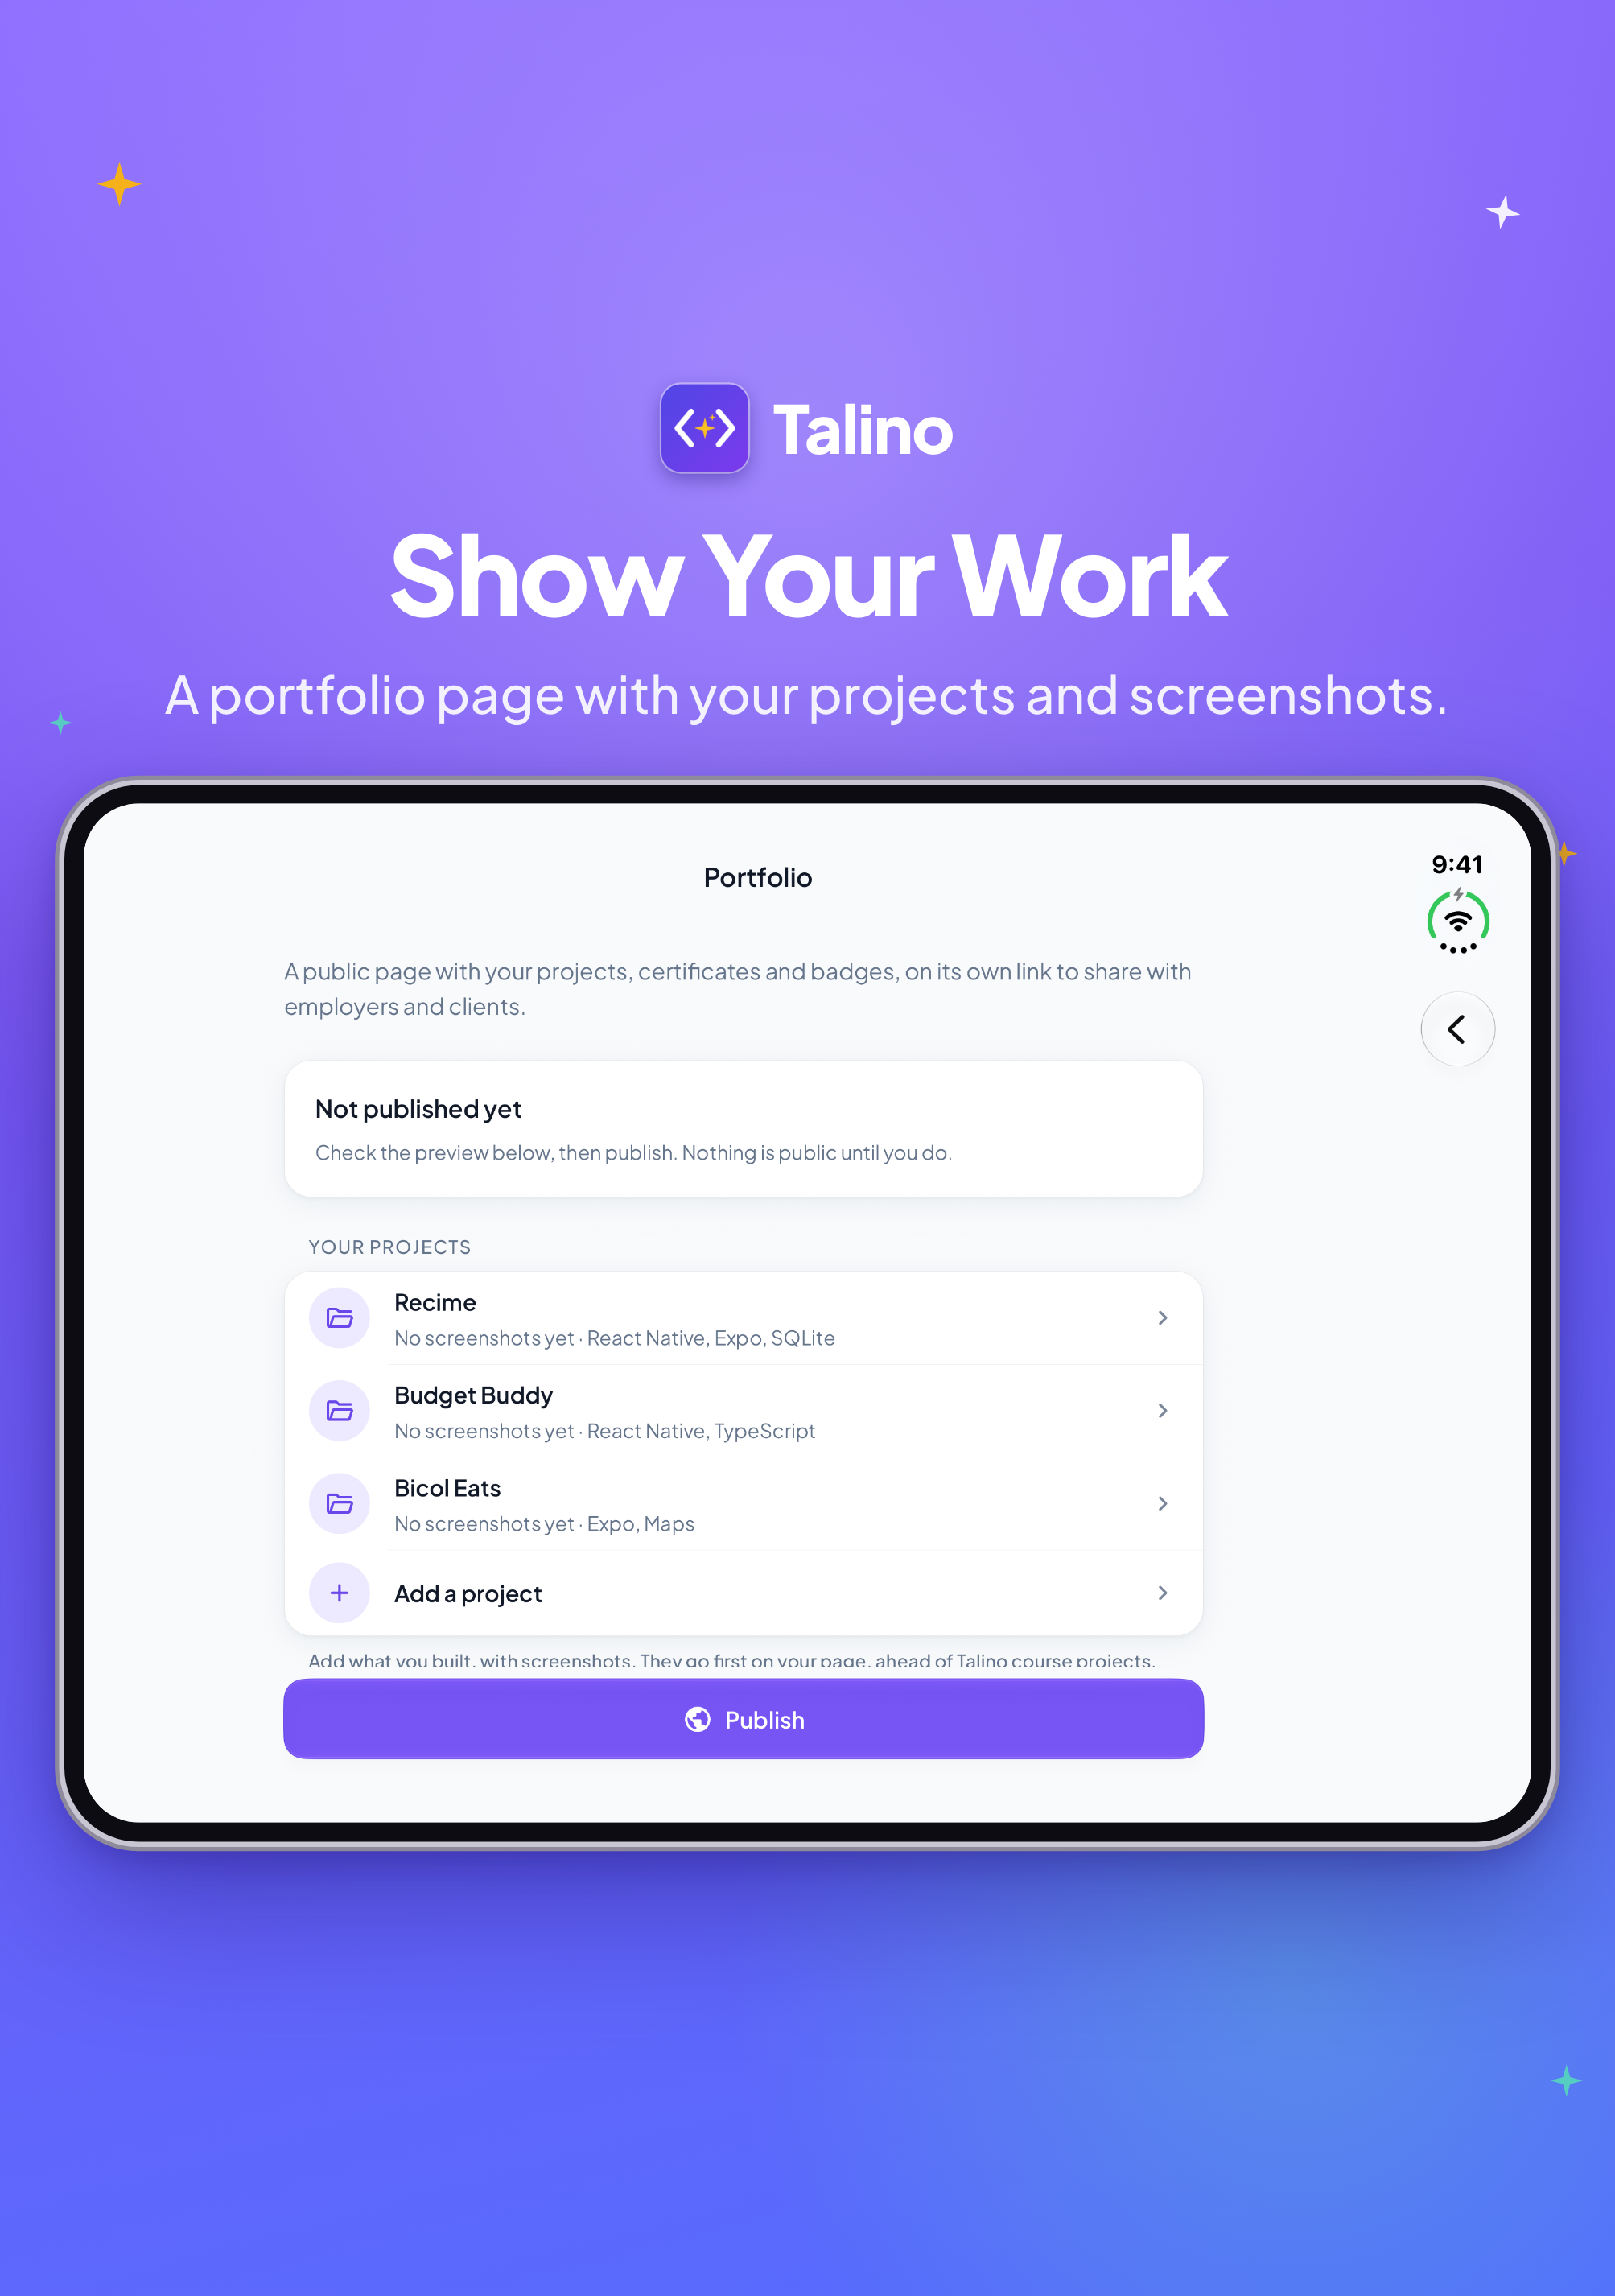 Talino
Show Your Work
A portfolio page with your projects and screenshots.
Portfolio
9:41
A public page with your projects, certificates and badges, on its own link to share with
employers and clients.
Not published yet
Check the preview below, then publish. Nothing is public until you do.
YOUR PROJECTS
Recime
No screenshots yet · React Native, Expo, SQLite
Budget Buddy
No screenshots yet · React Native, TypeScript
Bicol Eats
No screenshots yet · Expo, Maps
Add a project
Add what you built, with screenshots. They go first on your page, ahead of Talino course projects.
Publish